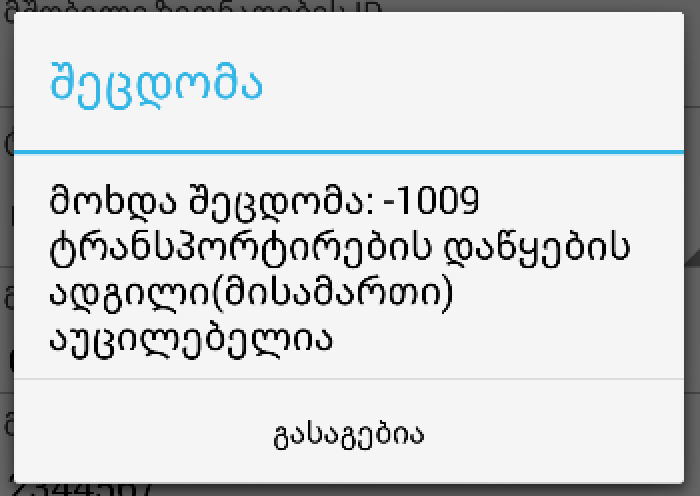 შეცდომა
მოხდა შეცდომა: -1009
ტრანსპორტირების დაწყების
ადგილი(მისამართი)
აუცილებელია
გასაგებია